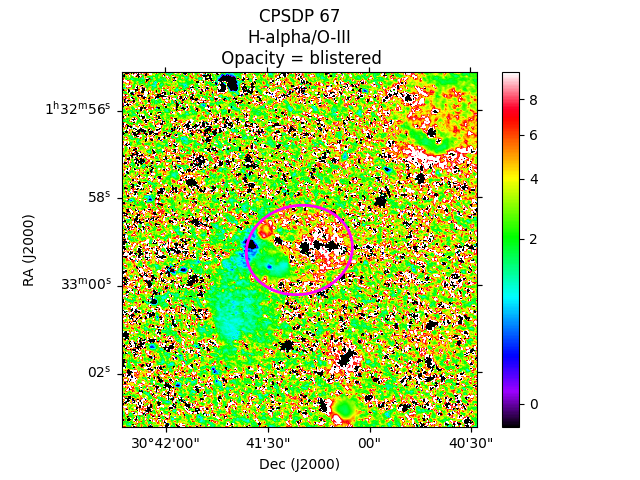 CPSDP 67
H-alpha/O-III
Opacity = blistered
1ʰ32ᵐ56ˢ
58ˢ
33ᵐ00ˢ
02ˢ
RA (J2000)
30°42'00" 41'30" 00" 40'30"
Dec (J2000)
8
6
4
2
0